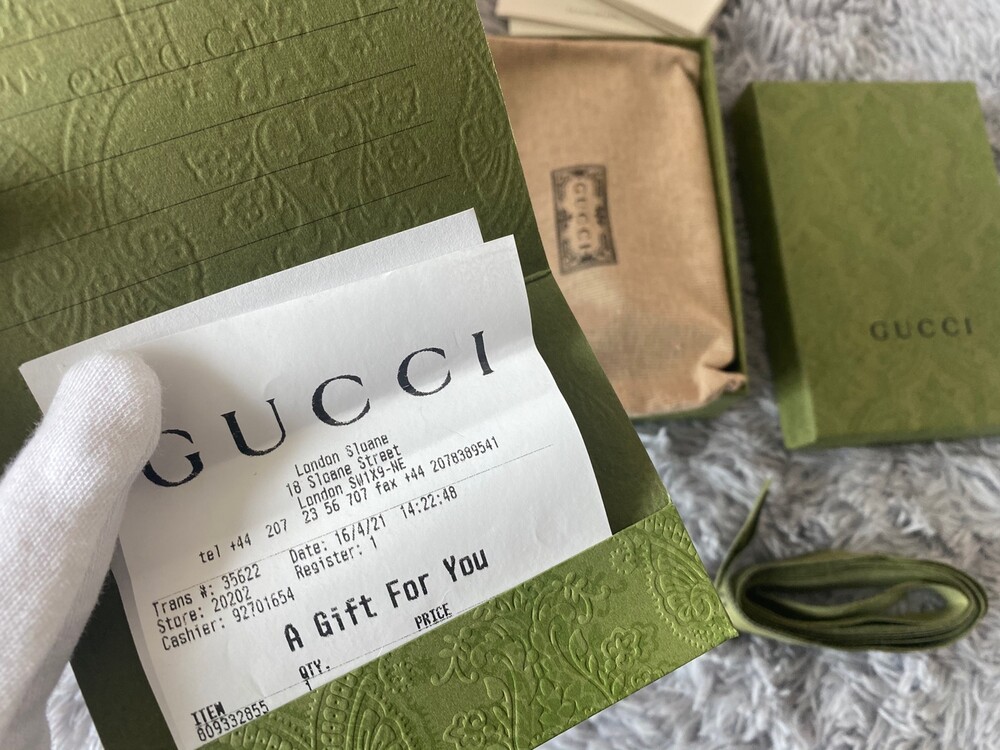 GUCCI
London Sloane
18 Sloane Street
London SW1X9-NE
tel +44 207 23 56 707 fax +44 2078389541
Date: 16/4/21 14:22:48
Trans #: 35622 Register: 1
Store: 20202
Cashier: 92701654
A Gift For You
ITEM QTY. PRICE
809332855 1
GUCCI
GUCCI